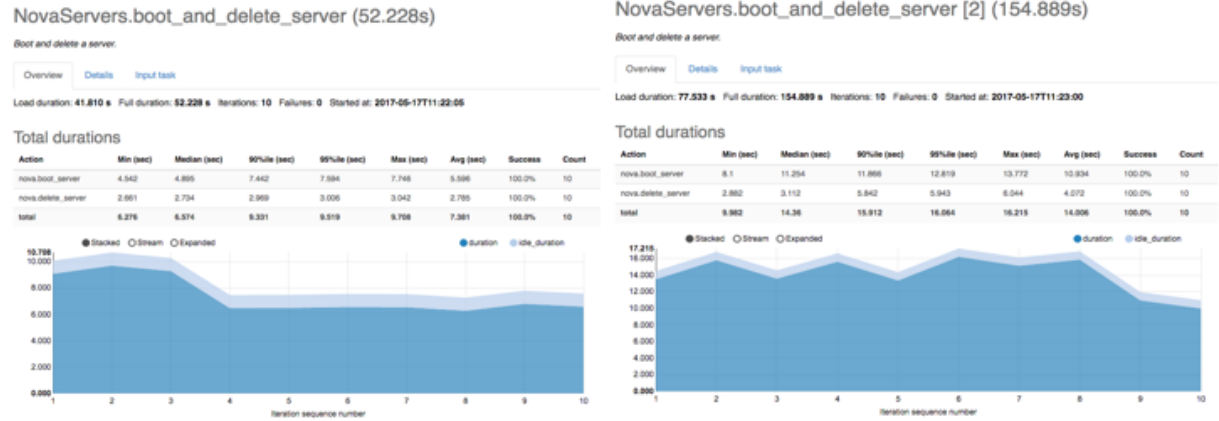 NovaServers.boot_and_delete_server (52.228s)
Boot and delete a server.
Overview Details Input task
Load duration: 41.810 s Full duration: 52.228 s Iterations: 10 Failures: 0 Started at: 2017-05-17T11:22:05
Total durations
Action Min (sec) Median (sec) 90%ile (sec) 95%ile (sec) Max (sec) Avg (sec) Success Count
nova.boot_server 4.542 4.895 7.442 7.594 7.746 5.596 100.0% 10
nova.delete_server 2.661 2.734 2.969 3.006 3.042 2.785 100.0% 10
total 6.276 6.574 9.331 9.519 9.708 7.381 100.0% 10
Stacked Stream Expanded duration idle_duration
10.708
10.000
8.000
6.000
4.000
2.000
0.000
1 2 3 4 5 6 7 8 9 10
Iteration sequence number
NovaServers.boot_and_delete_server [2] (154.889s)
Boot and delete a server.
Overview Details Input task
Load duration: 77.533 s Full duration: 154.889 s Iterations: 10 Failures: 0 Started at: 2017-05-17T11:23:00
Total durations
Action Min (sec) Median (sec) 90%ile (sec) 95%ile (sec) Max (sec) Avg (sec) Success Count
nova.boot_server 8.1 11.254 11.866 12.819 13.772 10.934 100.0% 10
nova.delete_server 2.882 3.112 5.842 5.943 6.044 4.072 100.0% 10
total 9.982 14.36 15.912 16.064 16.215 14.006 100.0% 10
Stacked Stream Expanded duration idle_duration
17.215
16.000
14.000
12.000
10.000
8.000
6.000
4.000
2.000
0.000
1 2 3 4 5 6 7 8 9 10
Iteration sequence number